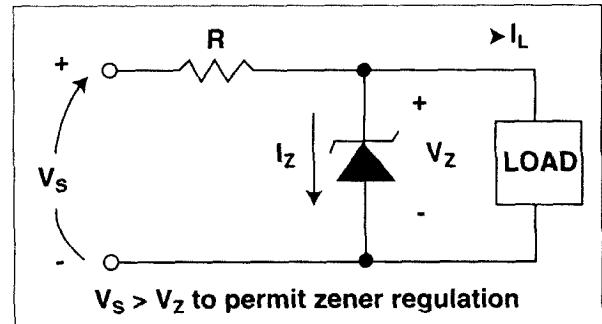 R
➤I_L
+
+
V_S
I_Z
V_Z
LOAD
-
-
V_S > V_Z to permit zener regulation